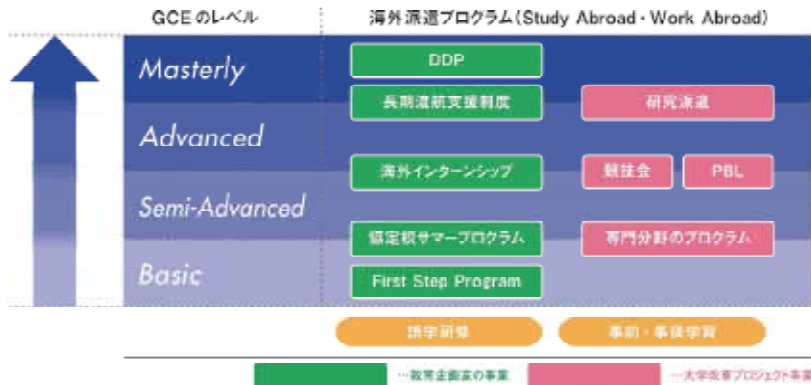 GCEのレベル
海外派遣プログラム(Study Abroad・Work Abroad)
Masterly
DDP
長期渡航支援制度
研究派遣
Advanced
海外インターンシップ
競技会
PBL
Semi-Advanced
協定校サマープログラム
専門分野のプログラム
Basic
First Step Program
語学研修
事前・事後学習
…教育企画室の事業
…大学改革プロジェクト事業